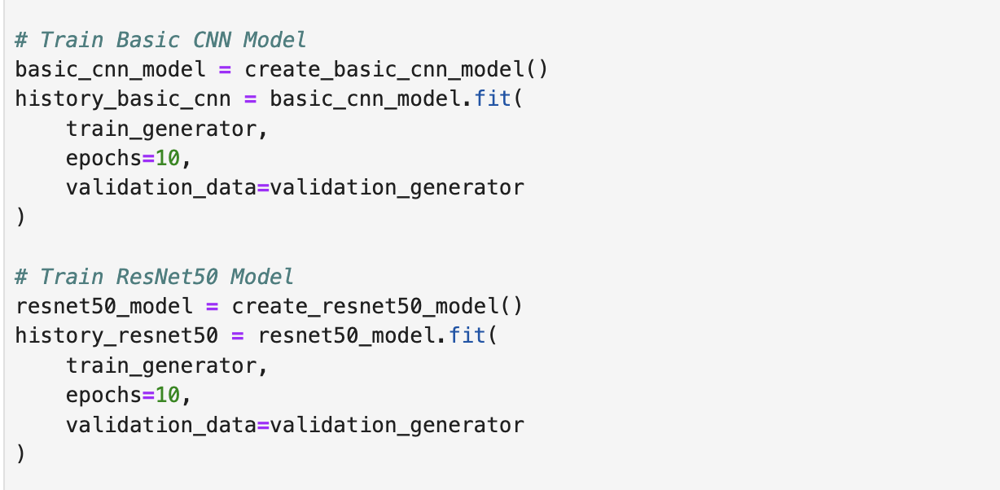 # Train Basic CNN Model
basic_cnn_model = create_basic_cnn_model()
history_basic_cnn = basic_cnn_model.fit(
    train_generator,
    epochs=10,
    validation_data=validation_generator
)
# Train ResNet50 Model
resnet50_model = create_resnet50_model()
history_resnet50 = resnet50_model.fit(
    train_generator,
    epochs=10,
    validation_data=validation_generator
)